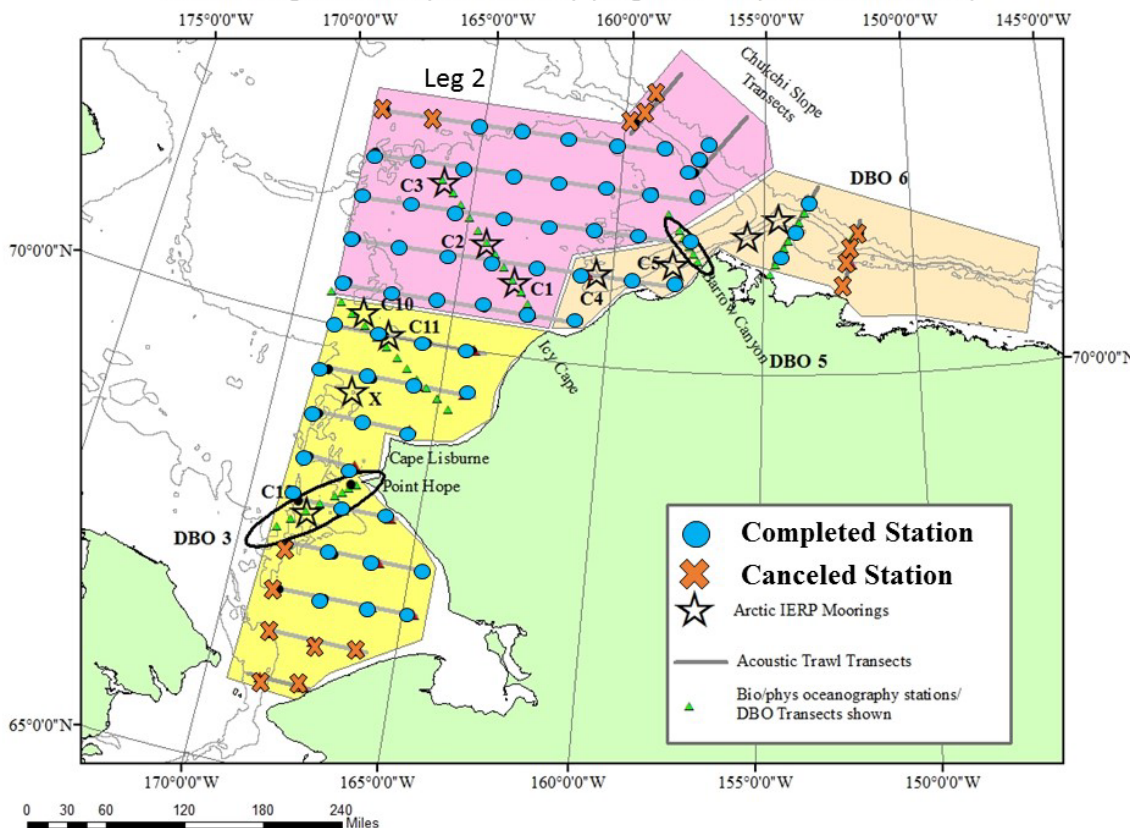 175°0'0"W
170°0'0"W
165°0'0"W
160°0'0"W
155°0'0"W
150°0'0"W
145°0'0"W
Leg 2
Chukchi Slope
Transects
DBO 6
C3
C2
C1
C4
C5
70°0'0"N
70°0'0"N
Barrow Canyon
DBO 5
C10
C11
Icy Cape
X
Cape Lisburne
Point Hope
DBO 3
Completed Station
Canceled Station
Arctic IERP Moorings
Acoustic Trawl Transects
Bio/phys oceanography stations/
DBO Transects shown
65°0'0"N
65°0'0"N
170°0'0"W
165°0'0"W
160°0'0"W
155°0'0"W
150°0'0"W
0 30 60 120 180 240
Miles